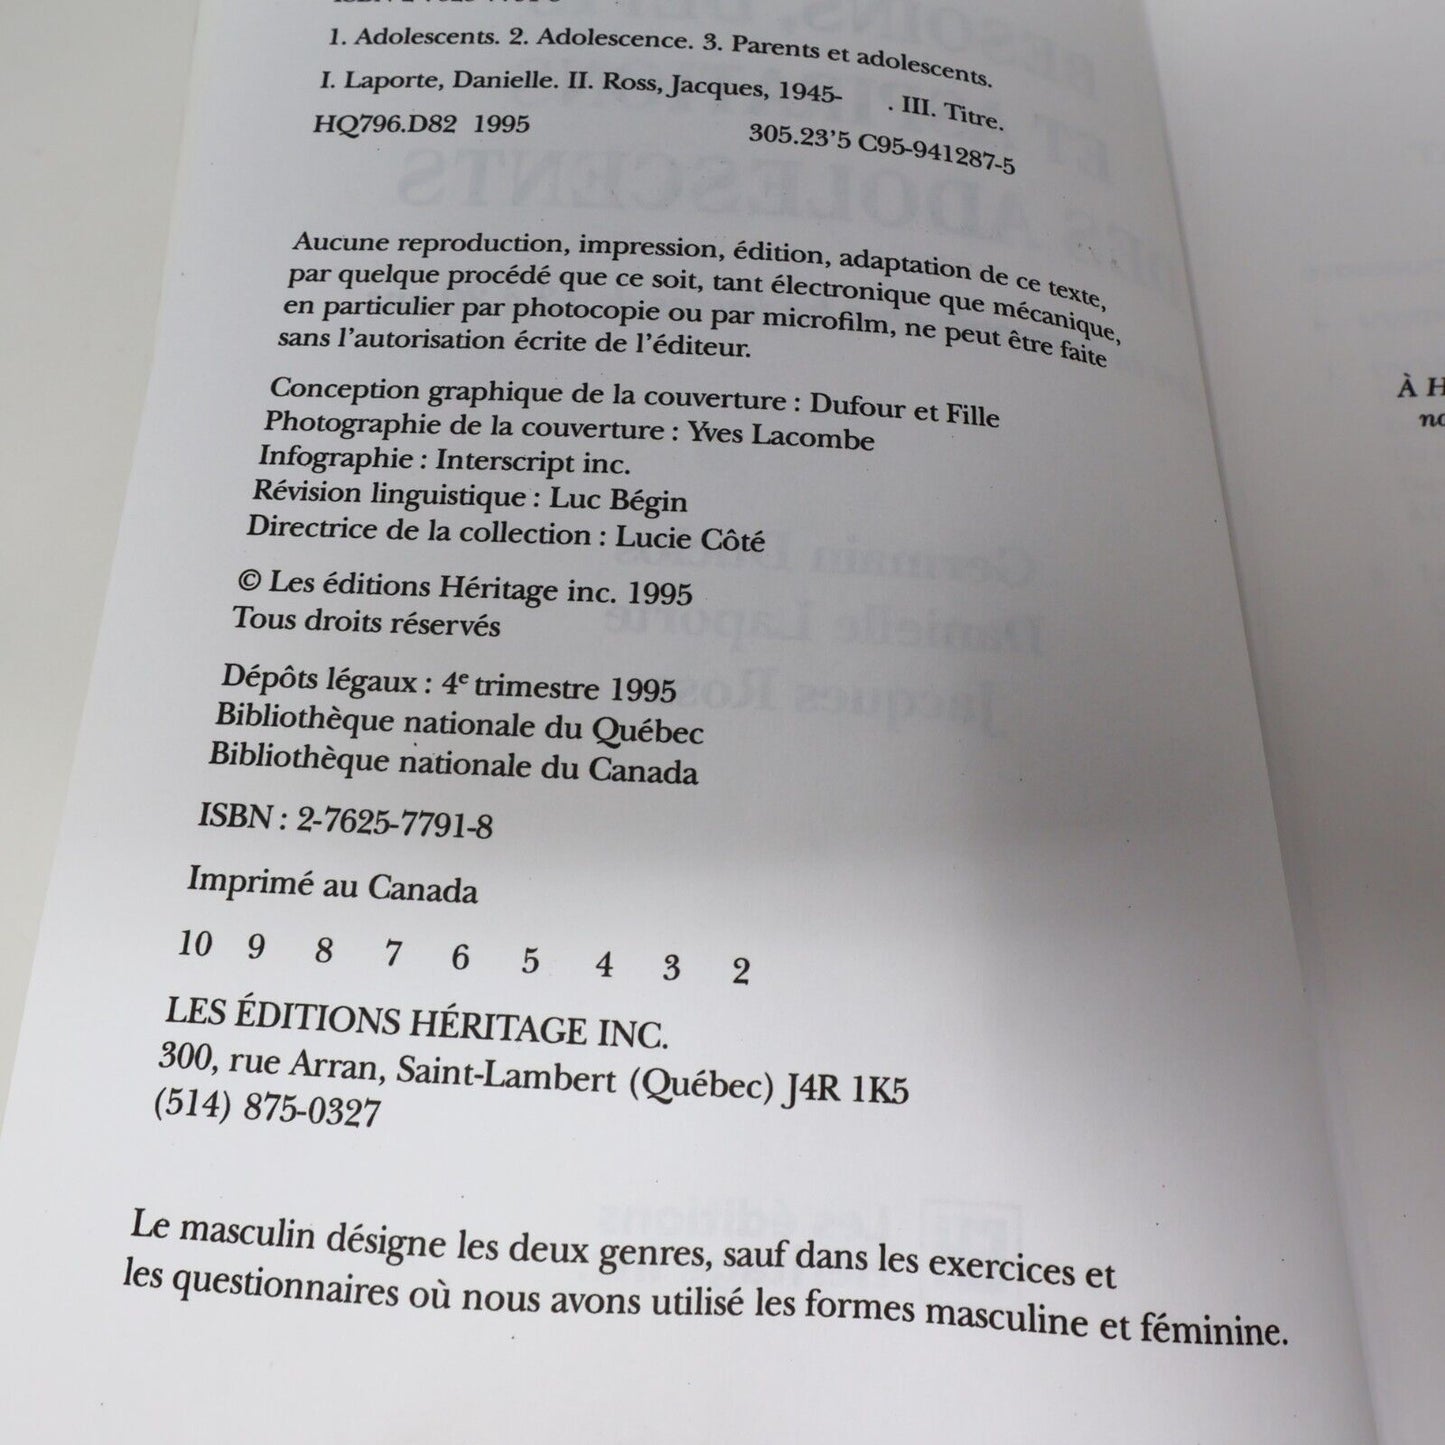 1. Adolescents. 2. Adolescence. 3. Parents et adolescents.
I. Laporte, Danielle. II. Ross, Jacques, 1945- . III. Titre.
HQ796.D82 1995 305.23'5 C95-941287-5
Aucune reproduction, impression, édition, adaptation de ce texte,
par quelque procédé que ce soit, tant électronique que mécanique,
en particulier par photocopie ou par microfilm, ne peut être faite
sans l'autorisation écrite de l'éditeur.
Conception graphique de la couverture : Dufour et Fille
Photographie de la couverture : Yves Lacombe
Infographie : Interscript inc.
Révision linguistique : Luc Bégin
Directrice de la collection : Lucie Côté
© Les éditions Héritage inc. 1995
Tous droits réservés
Dépôts légaux : 4e trimestre 1995
Bibliothèque nationale du Québec
Bibliothèque nationale du Canada
ISBN : 2-7625-7791-8
Imprimé au Canada
10 9 8 7 6 5 4 3 2
LES ÉDITIONS HÉRITAGE INC.
300, rue Arran, Saint-Lambert (Québec) J4R 1K5
(514) 875-0327
Le masculin désigne les deux genres, sauf dans les exercices et
les questionnaires où nous avons utilisé les formes masculine et féminine.
À